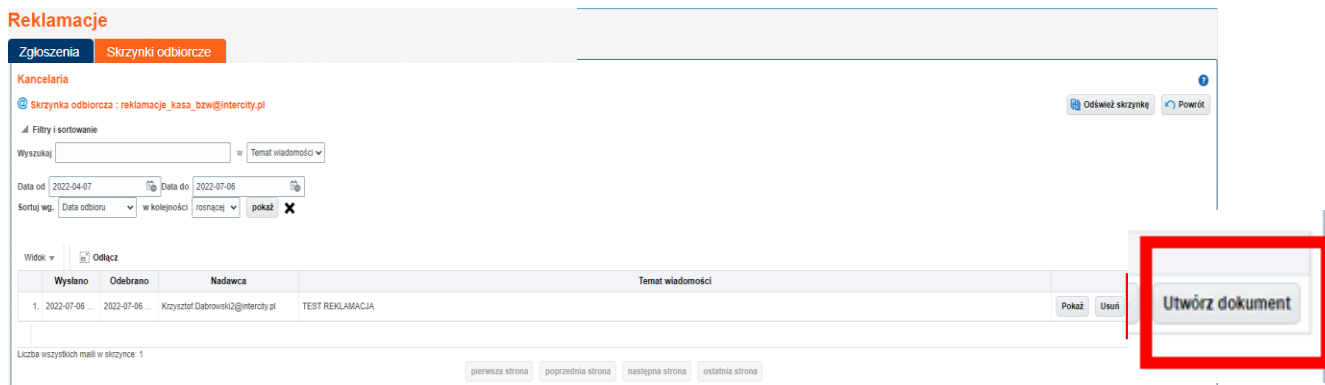 Reklamacje
Zgłoszenia Skrzynki odbiorcze
Kancelaria
@ Skrzynka odbiorcza : reklamacje_kasa_bzw@intercity.pl Odśwież skrzynkę Powrót
Filtry i sortowanie
Wyszukaj w Temat wiadomości
Data od 2022-04-07 Data do 2022-07-06
Sortuj wg. Data odbioru w kolejności rosnącej pokaż
Widok Odłącz
Wysłano Odebrano Nadawca Temat wiadomości
1. 2022-07-06 ... 2022-07-06 ... Krzysztof.Dabrowski2@intercity.pl TEST REKLAMACJA Pokaż Usuń Utwórz dokument
Liczba wszystkich maili w skrzynce: 1
pierwsza strona poprzednia strona następna strona ostatnia strona